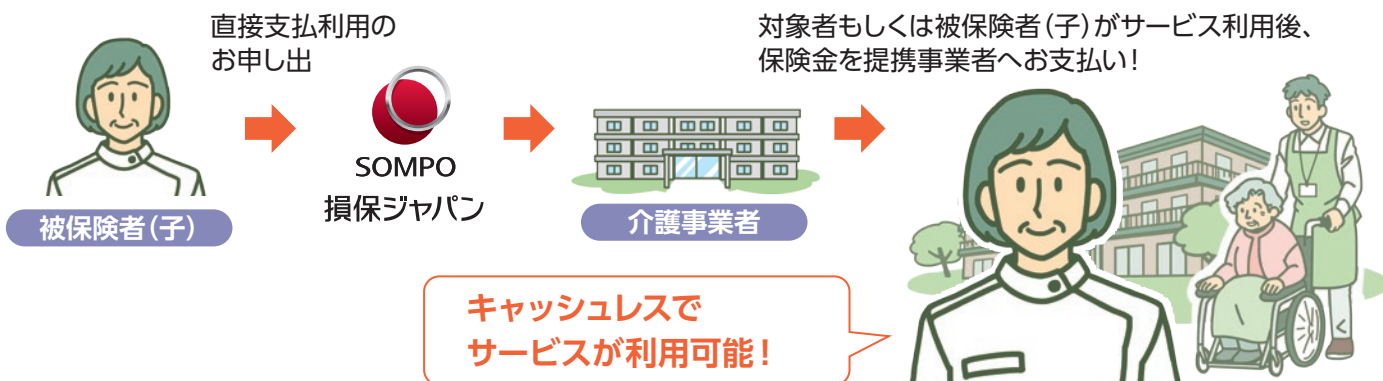 直接支払利用の
お申し出
対象者もしくは被保険者(子)がサービス利用後、
保険金を提携事業者へお支払い!
SOMPO
損保ジャパン
被保険者(子)
介護事業者
キャッシュレスで
サービスが利用可能!